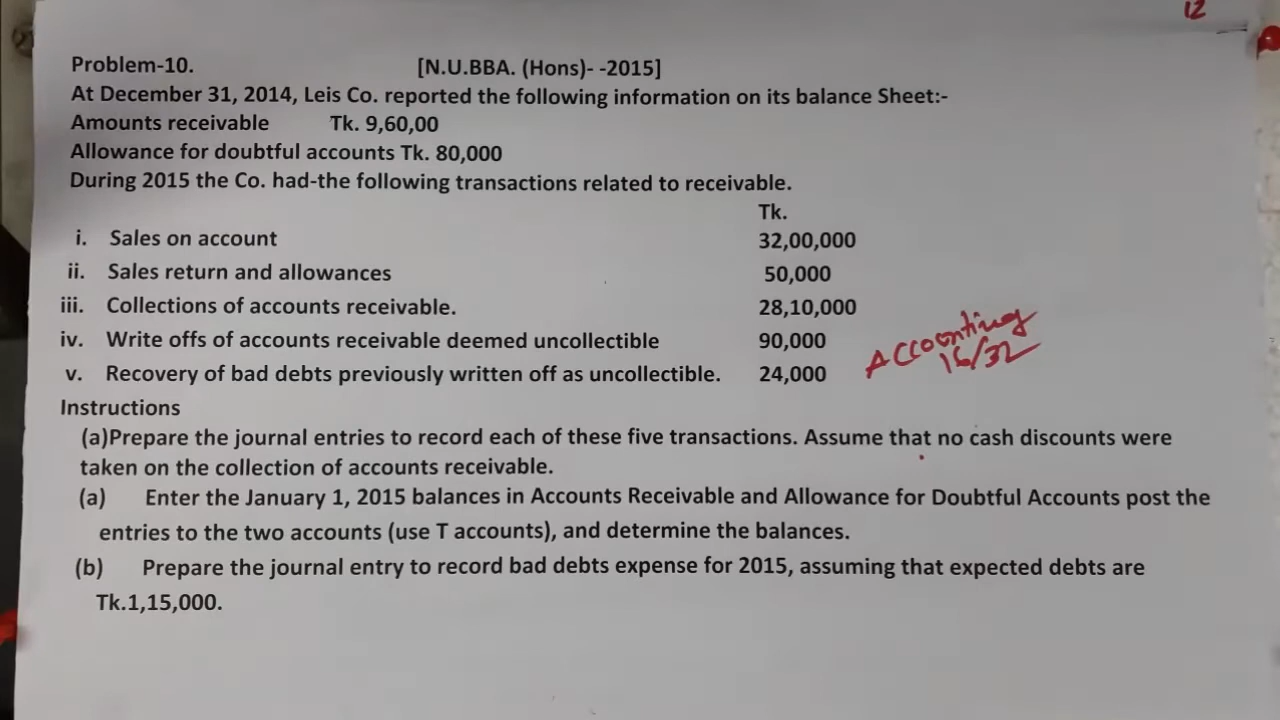 12
Problem-10. [N.U.BBA. (Hons)- -2015]
At December 31, 2014, Leis Co. reported the following information on its balance Sheet:-
Amounts receivable Tk. 9,60,00
Allowance for doubtful accounts Tk. 80,000
During 2015 the Co. had-the following transactions related to receivable.
Tk.
i. Sales on account 32,00,000
ii. Sales return and allowances 50,000
iii. Collections of accounts receivable. 28,10,000
iv. Write offs of accounts receivable deemed uncollectible 90,000
v. Recovery of bad debts previously written off as uncollectible. 24,000
Accounting
16/32
Instructions
(a)Prepare the journal entries to record each of these five transactions. Assume that no cash discounts were
taken on the collection of accounts receivable.
(a) Enter the January 1, 2015 balances in Accounts Receivable and Allowance for Doubtful Accounts post the
entries to the two accounts (use T accounts), and determine the balances.
(b) Prepare the journal entry to record bad debts expense for 2015, assuming that expected debts are
Tk.1,15,000.